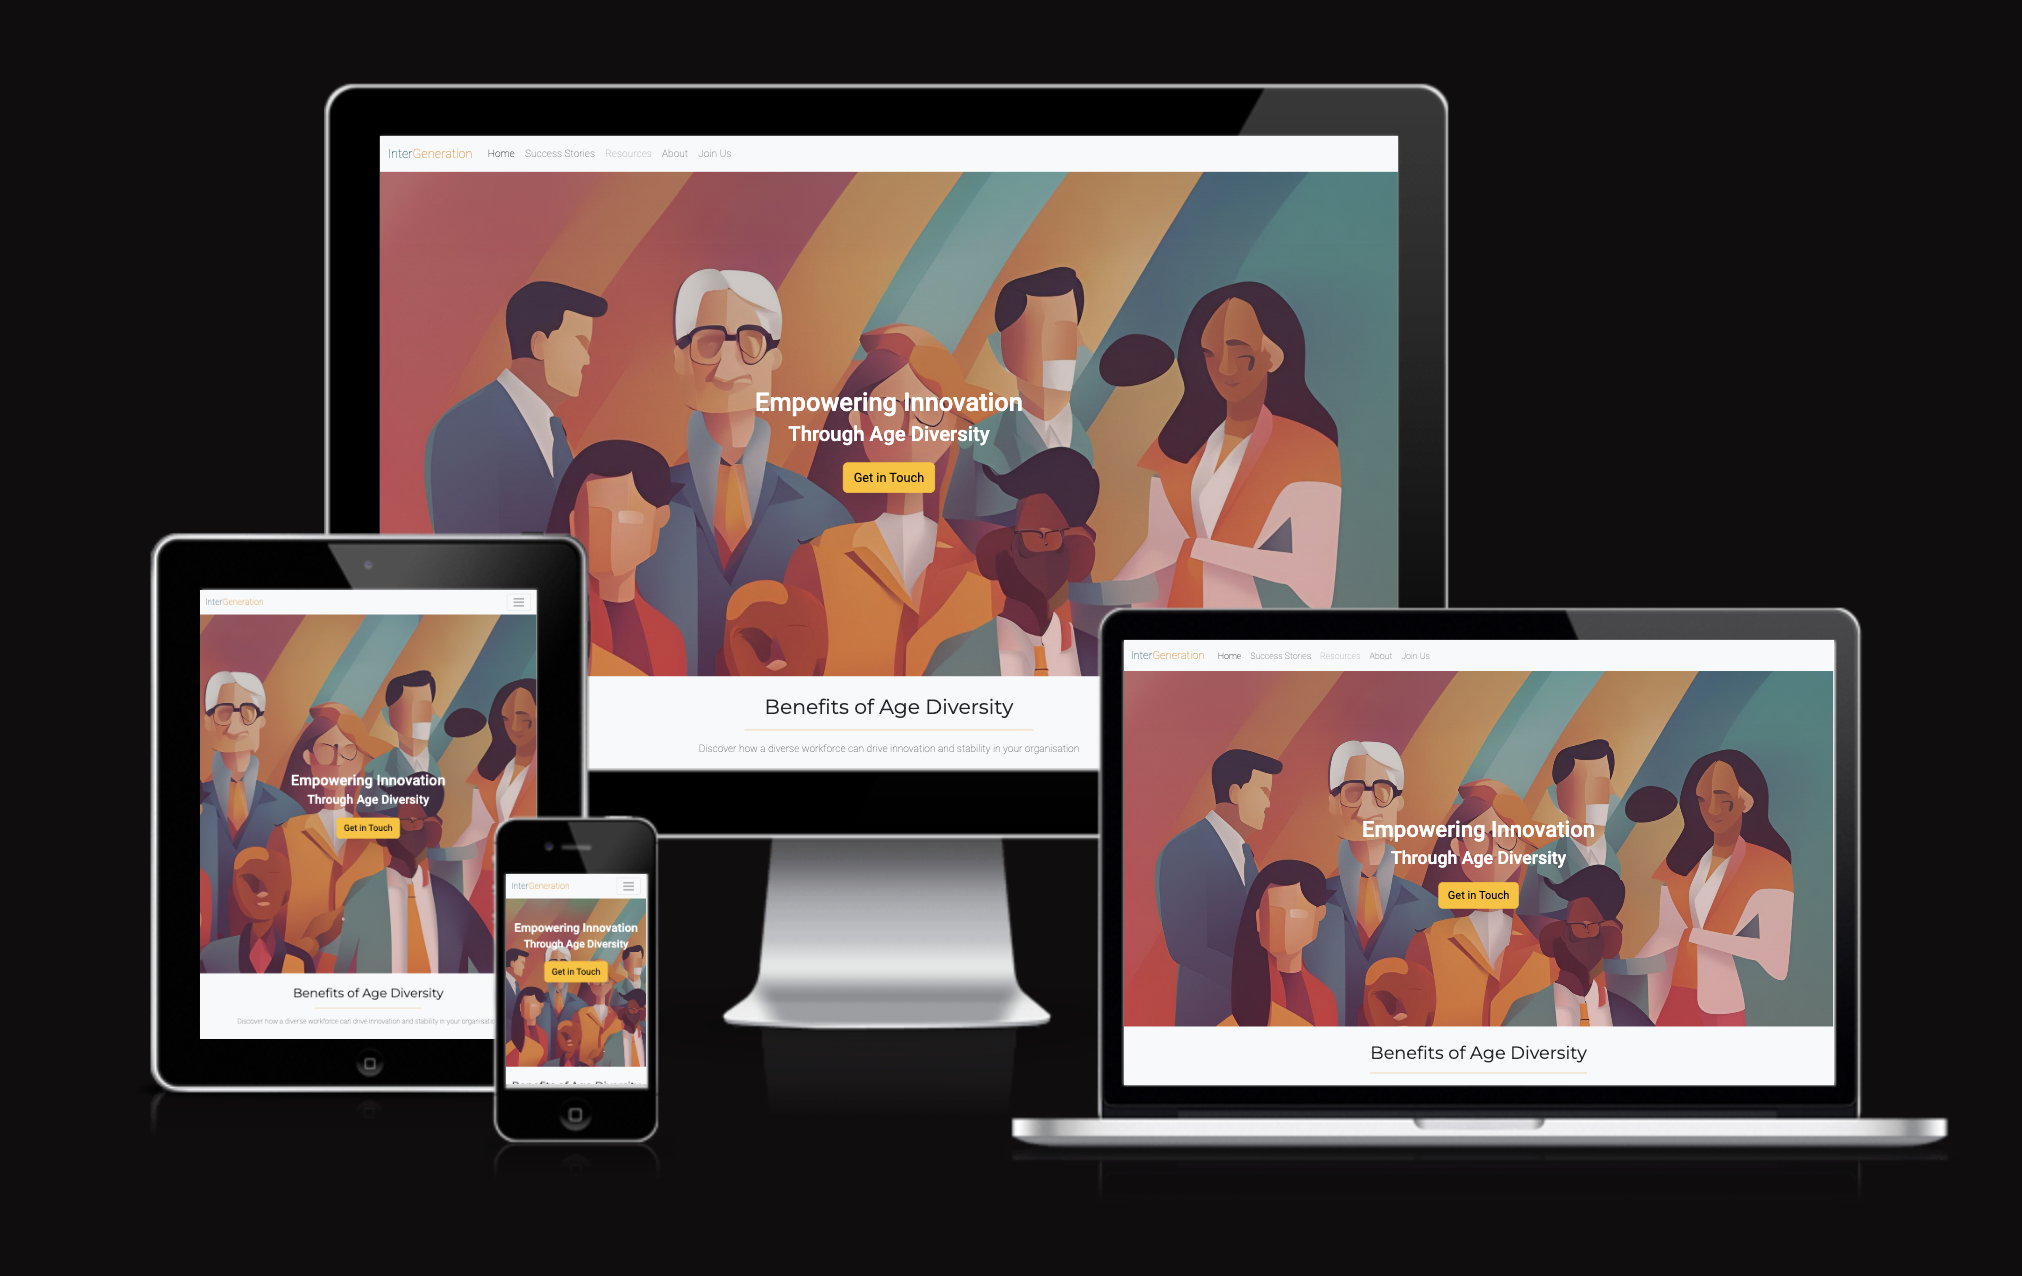 InterGeneration Home Success Stories Resources About Join Us
Empowering Innovation
Through Age Diversity
Get in Touch
Benefits of Age Diversity
Discover how a diverse workforce can drive innovation and stability in your organisation
InterGeneration
Empowering Innovation
Through Age Diversity
Get in Touch
Benefits of Age Diversity
Discover how a diverse workforce can drive innovation and stability in your
InterGeneration
Empowering Innovation
Through Age Diversity
Get in Touch
Benefits of Age Diversity
InterGeneration Home Success Stories Resources About Join Us
Empowering Innovation
Through Age Diversity
Get in Touch
Benefits of Age Diversity